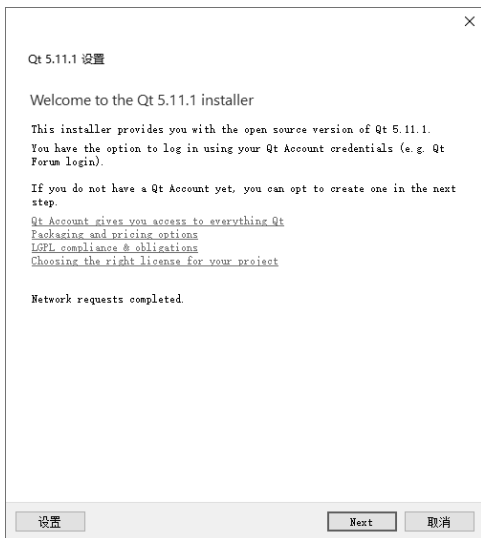 Qt 5.11.1 设置
Welcome to the Qt 5.11.1 installer
This installer provides you with the open source version of Qt 5.11.1.
You have the option to log in using your Qt Account credentials (e.g. Qt
Forum login).
If you do not have a Qt Account yet, you can opt to create one in the next
step.
Qt Account gives you access to everything Qt
Packaging and pricing options
LGPL compliance & obligations
Choosing the right license for your project
Network requests completed.
设置
Next
取消